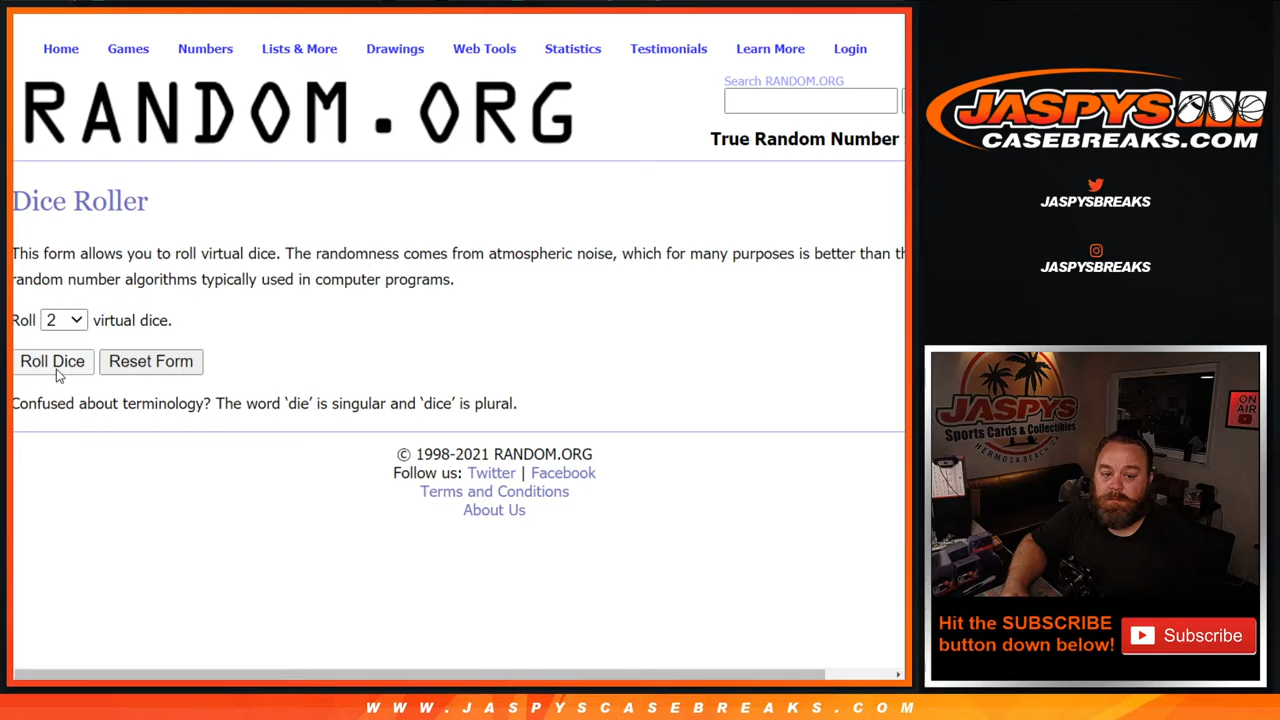 Home Games Numbers Lists & More Drawings Web Tools Statistics Testimonials Learn More Login
RANDOM.ORG
Search RANDOM.ORG
True Random Number
Dice Roller
This form allows you to roll virtual dice. The randomness comes from atmospheric noise, which for many purposes is better than th
random number algorithms typically used in computer programs.
Roll 2 virtual dice.
Roll Dice Reset Form
Confused about terminology? The word ‘die’ is singular and ‘dice’ is plural.
© 1998-2021 RANDOM.ORG
Follow us: Twitter | Facebook
Terms and Conditions
About Us
JASPYS
CASEBREAKS.COM
JASPYSBREAKS
JASPYSBREAKS
JASPYS
Sports Cards & Collectibles
HERMOSA BEACH, CA
ON
AIR
Hit the SUBSCRIBE
button down below!
Subscribe
WWW.JASPYSCASEBREAKS.COM